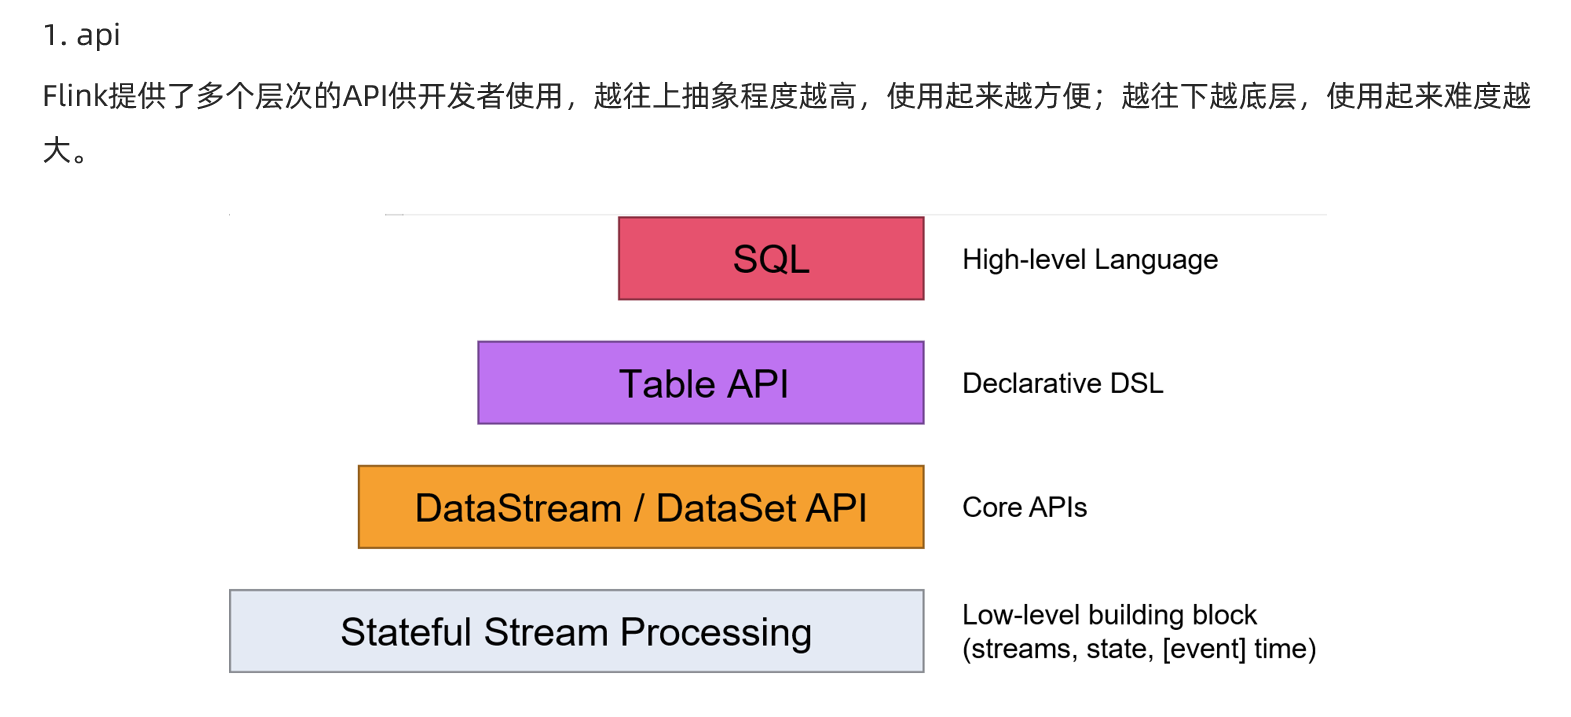 1. api
Flink提供了多个层次的API供开发者使用，越往上抽象程度越高，使用起来越方便；越往下越底层，使用起来难度越
大。
SQL
High-level Language
Table API
Declarative DSL
DataStream / DataSet API
Core APIs
Stateful Stream Processing
Low-level building block
(streams, state, [event] time)